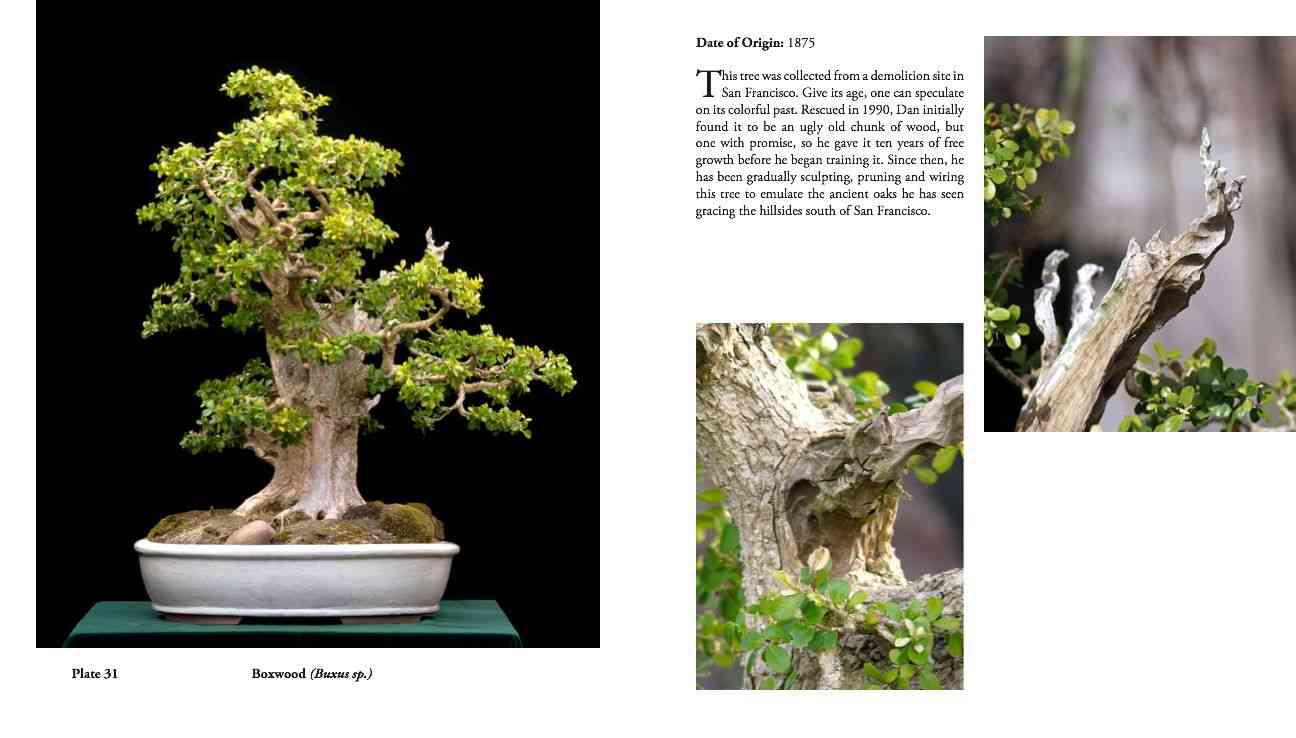 Plate 31
Boxwood (Buxus sp.)
Date of Origin: 1875
This tree was collected from a demolition site in
San Francisco. Give its age, one can speculate
on its colorful past. Rescued in 1990, Dan initially
found it to be an ugly old chunk of wood, but
one with promise, so he gave it ten years of free
growth before he began training it. Since then, he
has been gradually sculpting, pruning and wiring
this tree to emulate the ancient oaks he has seen
gracing the hillsides south of San Francisco.